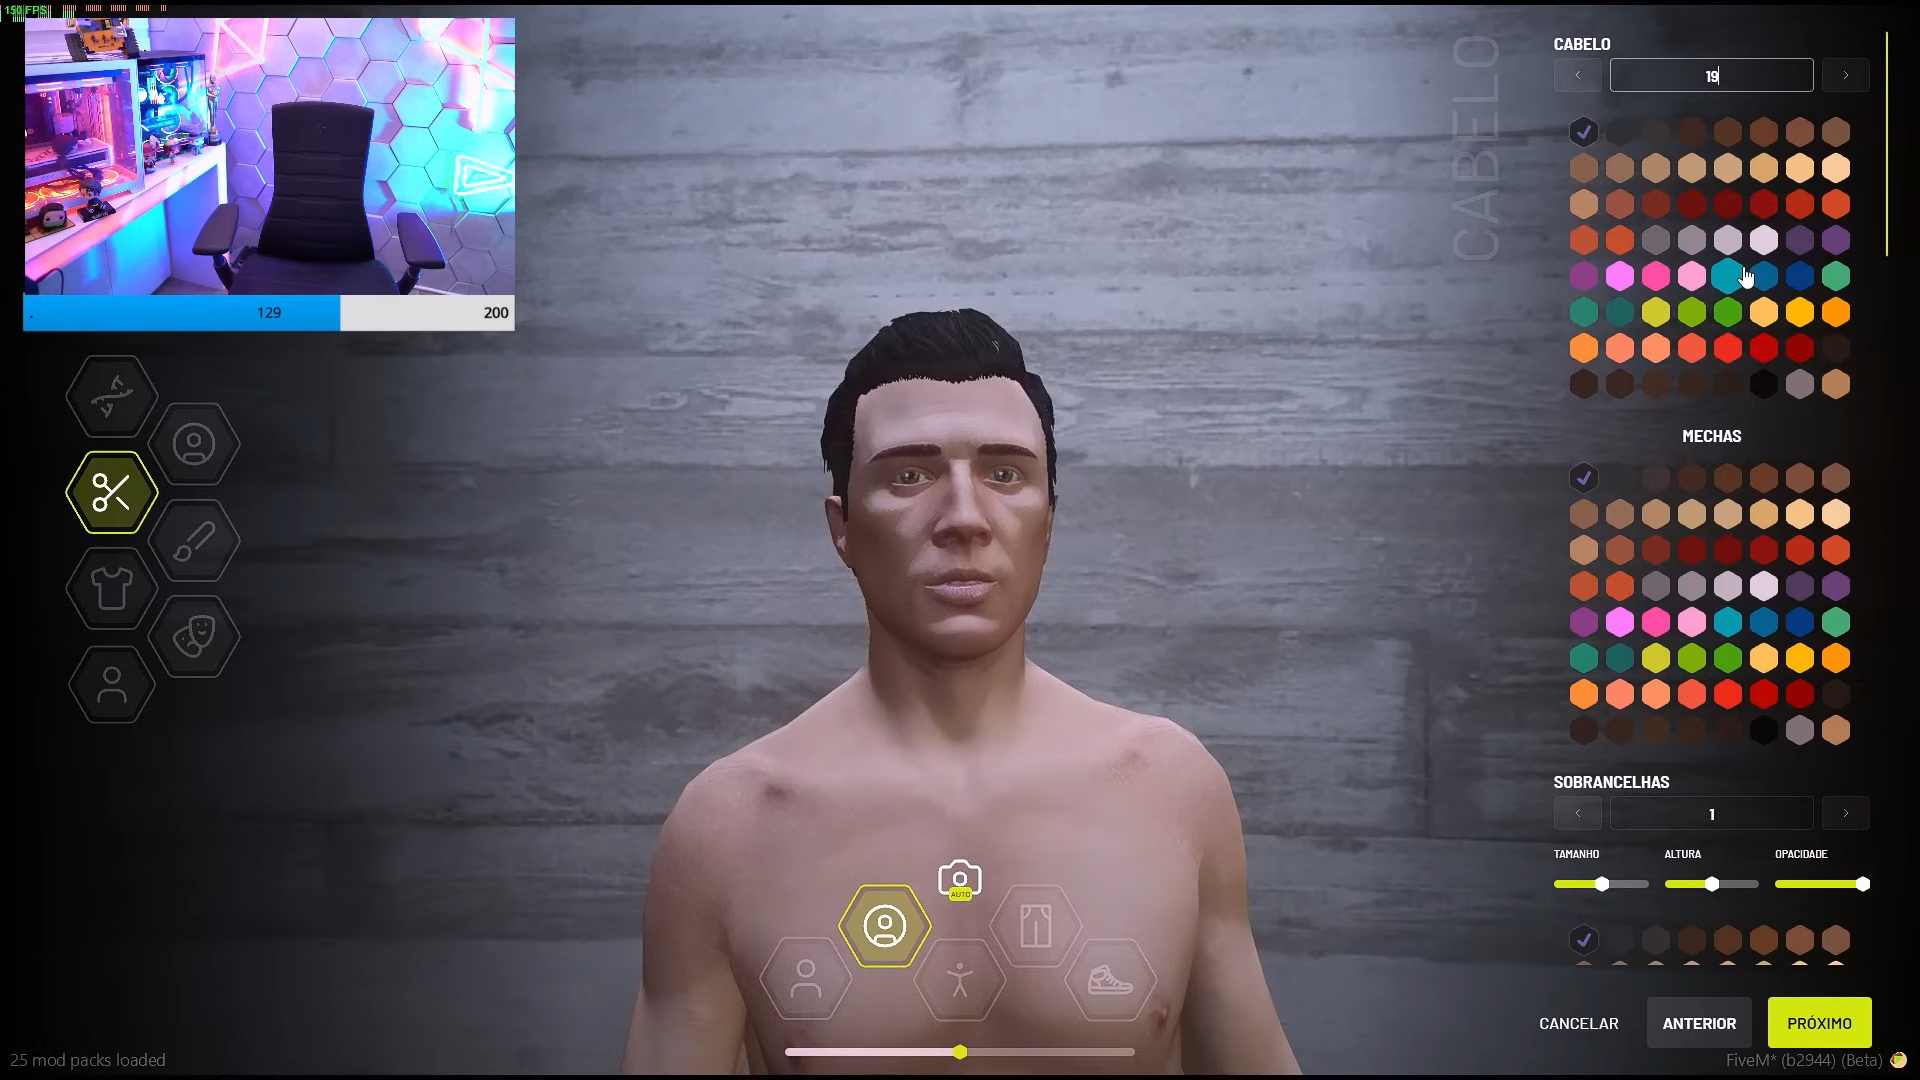 150 FPS
CABELO
19
CABELO
. 129 200
MECHAS
SOBRANCELHAS
1
TAMANHO ALTURA OPACIDADE
AUTO
CANCELAR ANTERIOR PRÓXIMO
25 mod packs loaded
FiveM* (b2944) (Beta)